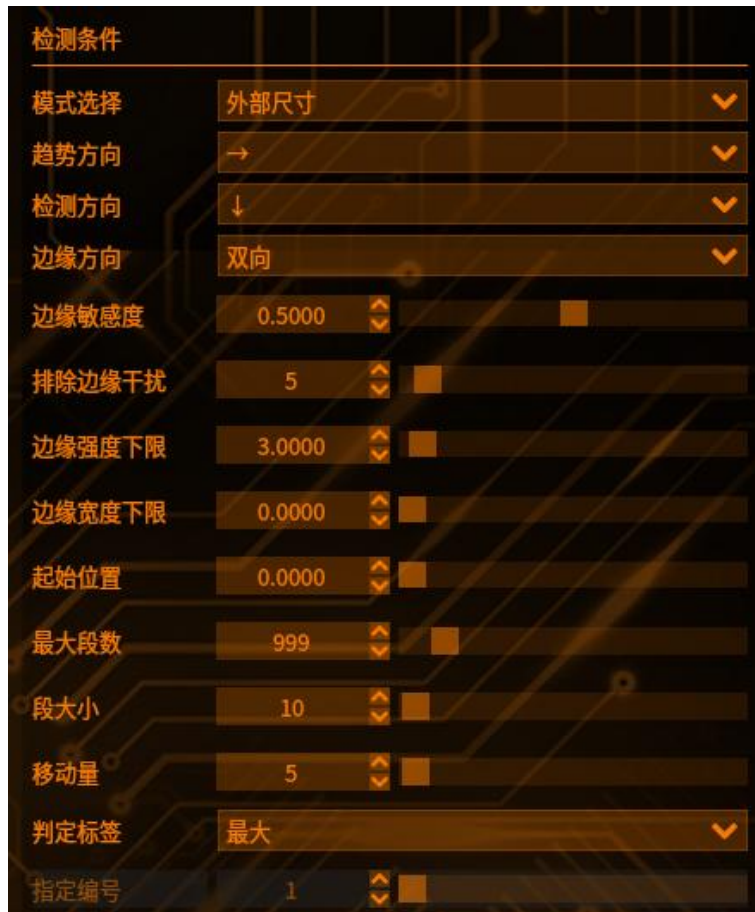 检测条件
模式选择 外部尺寸
趋势方向 →
检测方向 ↓
边缘方向 双向
边缘敏感度 0.5000
排除边缘干扰 5
边缘强度下限 3.0000
边缘宽度下限 0.0000
起始位置 0.0000
最大段数 999
段大小 10
移动量 5
判定标签 最大
指定编号 1